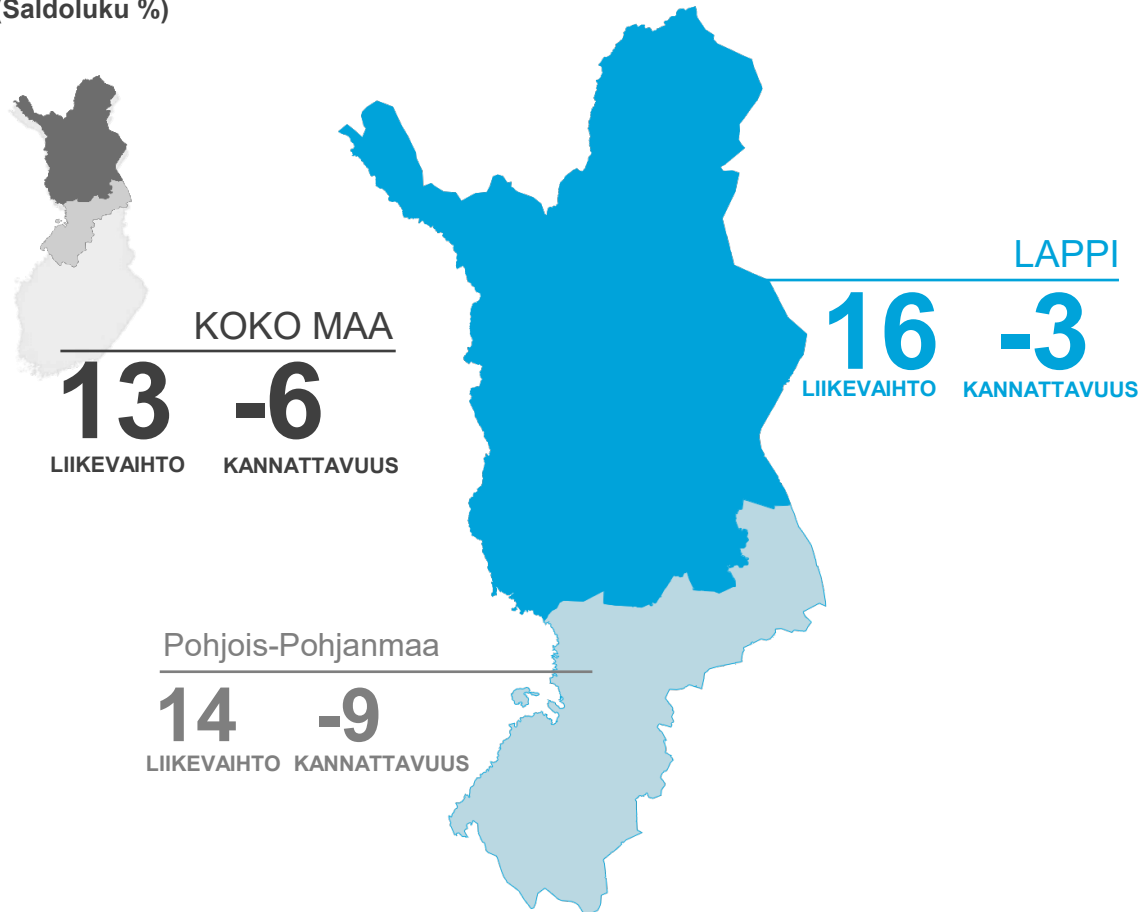 (Saldoluku %)
LAPPI
16 -3
LIIKEVAIHTO KANNATTAVUUS
KOKO MAA
13 -6
LIIKEVAIHTO KANNATTAVUUS
Pohjois-Pohjanmaa
14 -9
LIIKEVAIHTO KANNATTAVUUS